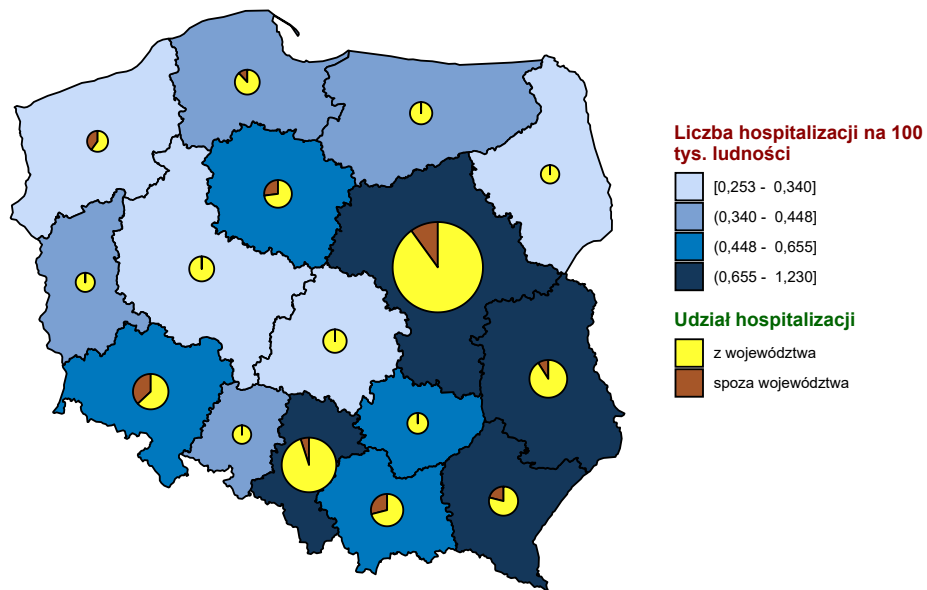 Liczba hospitalizacji na 100
tys. ludności
[0,253 - 0,340]
(0,340 - 0,448]
(0,448 - 0,655]
(0,655 - 1,230]
Udział hospitalizacji
z województwa
spoza województwa